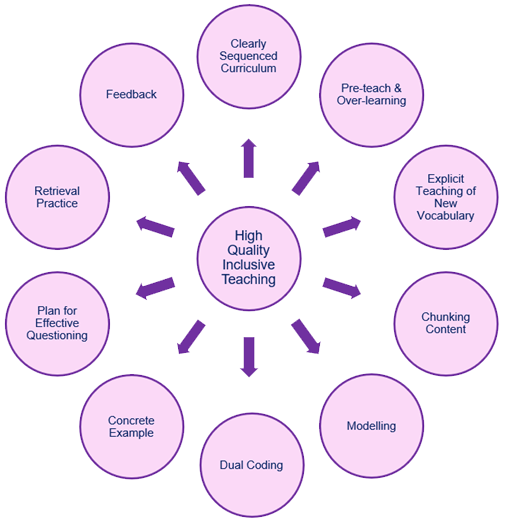 Clearly
Sequenced
Curriculum
Pre-teach &
Over-learning
Explicit
Teaching of
New
Vocabulary
Chunking
Content
Modelling
Dual Coding
Concrete
Example
Plan for
Effective
Questioning
Retrieval
Practice
Feedback
High
Quality
Inclusive
Teaching